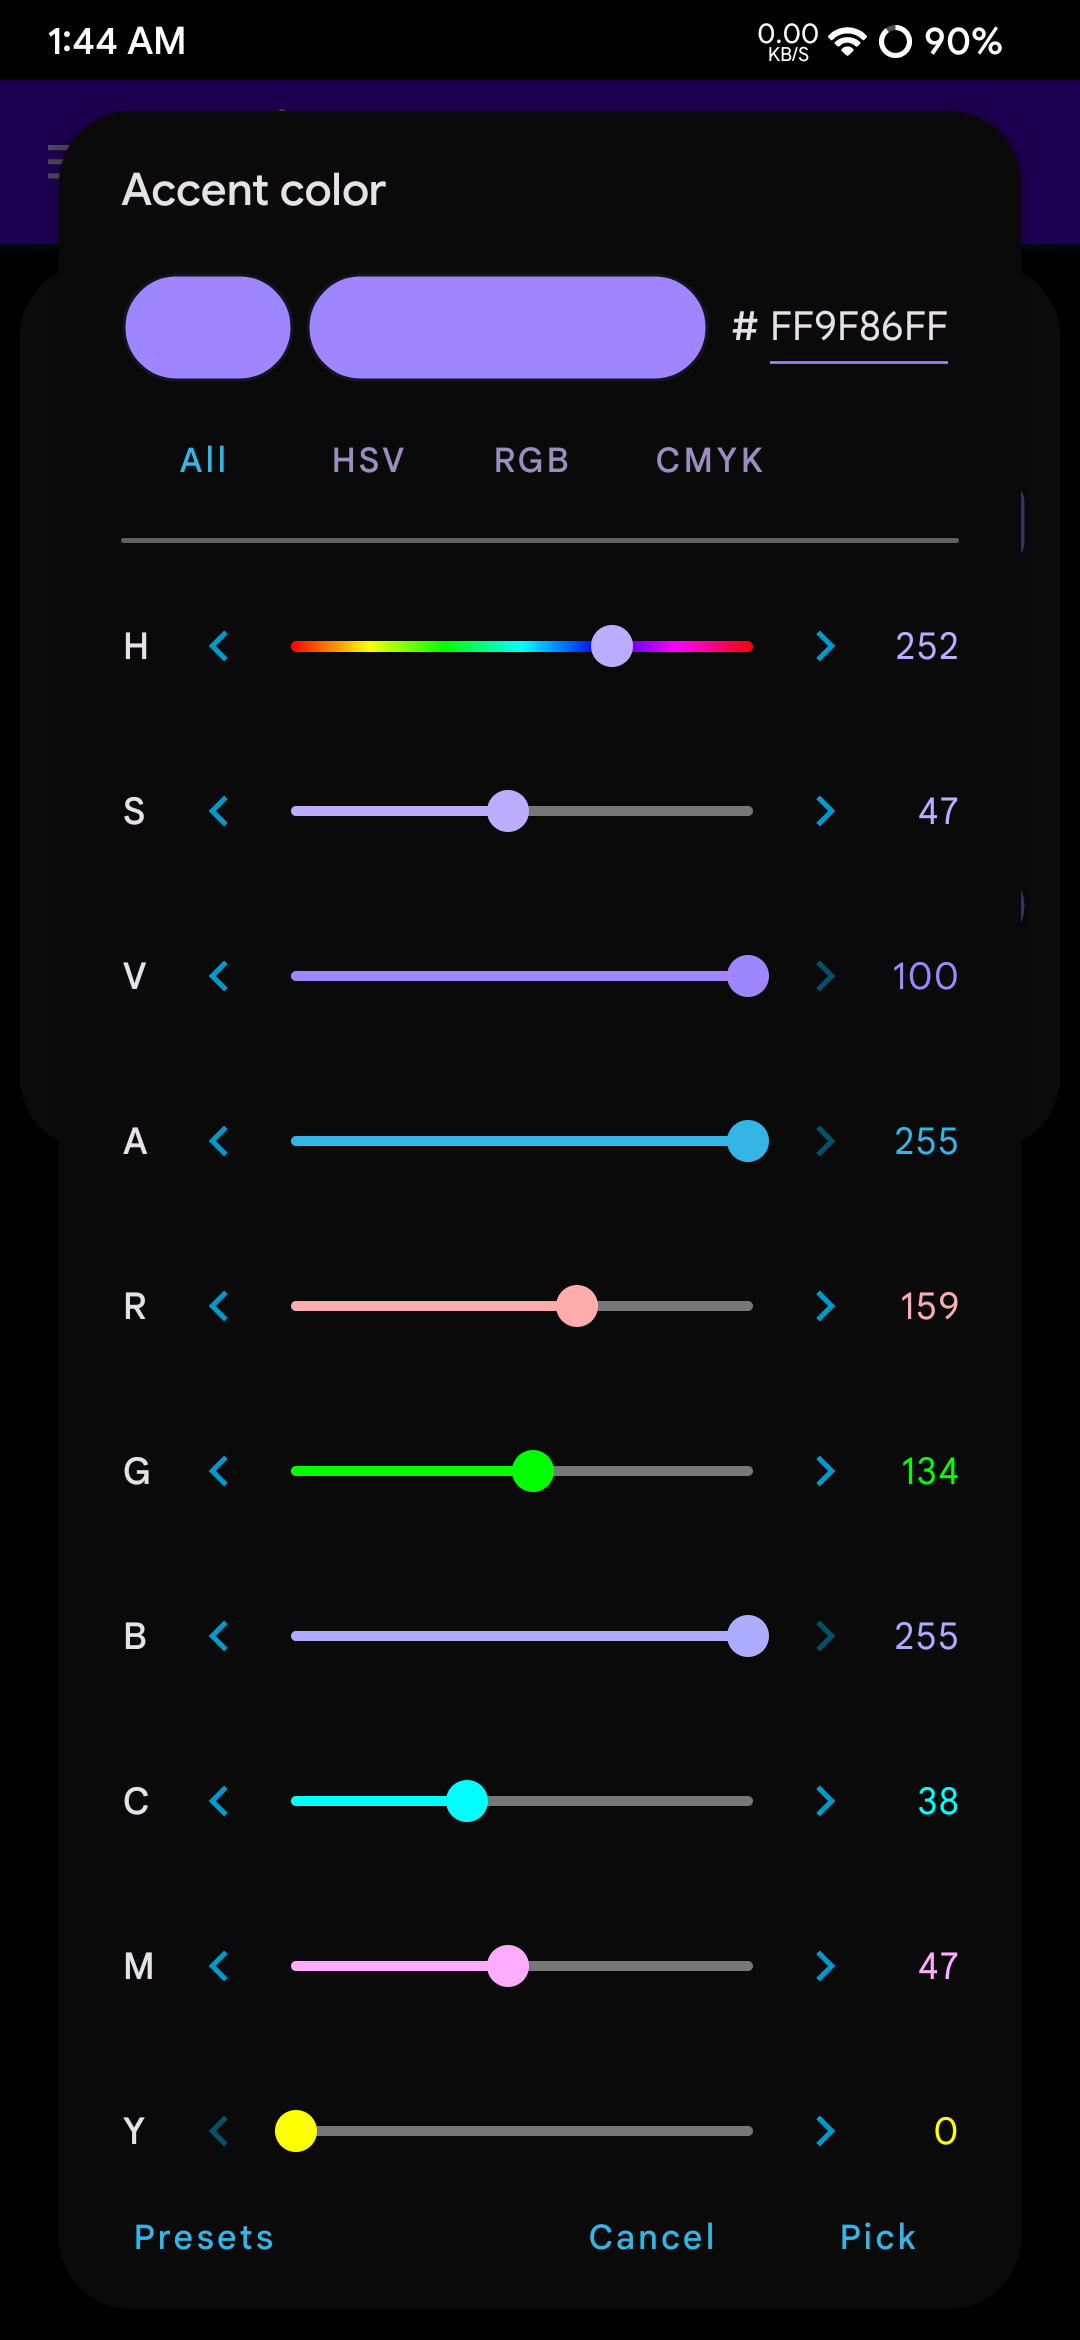 1:44 AM 0.00 KB/S 90%
Accent color
# FF9F86FF
All HSV RGB CMYK
H 252
S 47
V 100
A 255
R 159
G 134
B 255
C 38
M 47
Y 0
Presets Cancel Pick